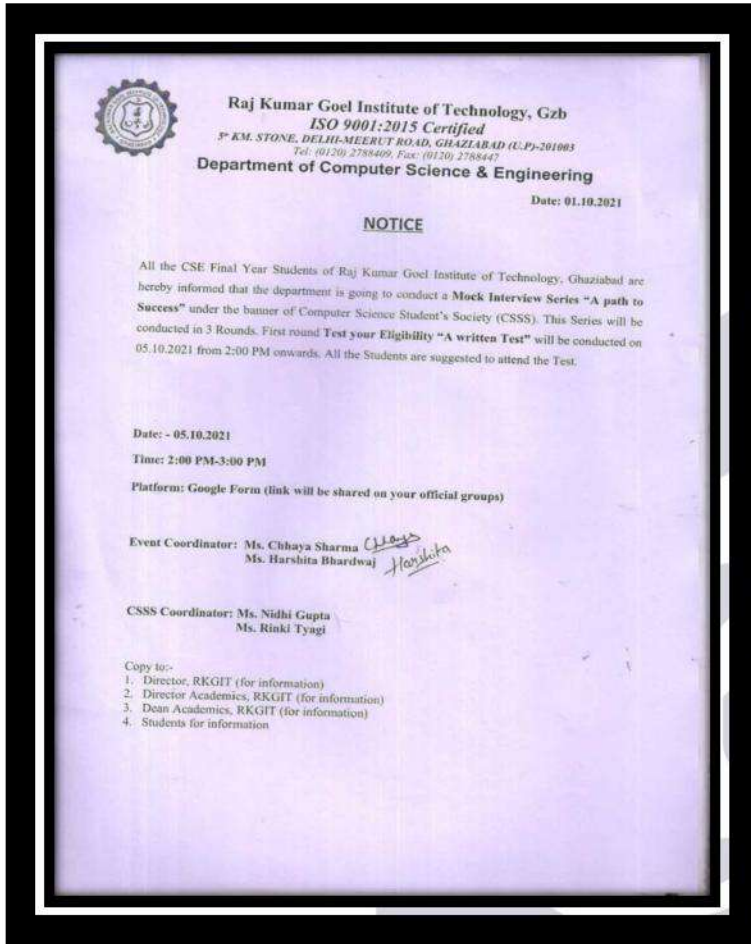 Raj Kumar Goel Institute of Technology, Gzb
ISO 9001:2015 Certified
5th KM. STONE, DELHI-MEERUT ROAD, GHAZIABAD (U.P)-201003
Tel: (0120) 2788409, Fax: (0120) 2788447
Department of Computer Science & Engineering
Date: 01.10.2021
NOTICE
All the CSE Final Year Students of Raj Kumar Goel Institute of Technology, Ghaziabad are
hereby informed that the department is going to conduct a Mock Interview Series “A path to
Success” under the banner of Computer Science Student's Society (CSSS). This Series will be
conducted in 3 Rounds. First round Test your Eligibility “A written Test” will be conducted on
05.10.2021 from 2:00 PM onwards. All the Students are suggested to attend the Test.
Date: - 05.10.2021
Time: 2:00 PM-3:00 PM
Platform: Google Form (link will be shared on your official groups)
Event Coordinator: Ms. Chhaya Sharma Chhaya
Ms. Harshita Bhardwaj Harshita
CSSS Coordinator: Ms. Nidhi Gupta
Ms. Rinki Tyagi
Copy to:-
1. Director, RKGIT (for information)
2. Director Academics, RKGIT (for information)
3. Dean Academics, RKGIT (for information)
4. Students for information